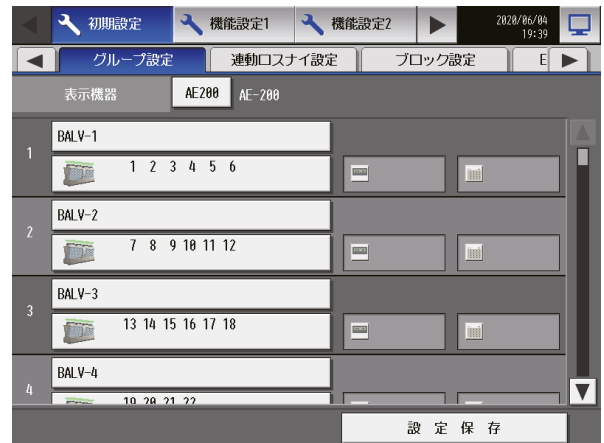 初期設定 機能設定1 機能設定2 2020/06/04 19:39
グループ設定 連動ロスナイ設定 ブロック設定 E
表示機器 AE200 AE-200
BALV-1
1
1 2 3 4 5 6
BALV-2
2
7 8 9 10 11 12
BALV-3
3
13 14 15 16 17 18
BALV-4
4
19 20 21 22
設定保存